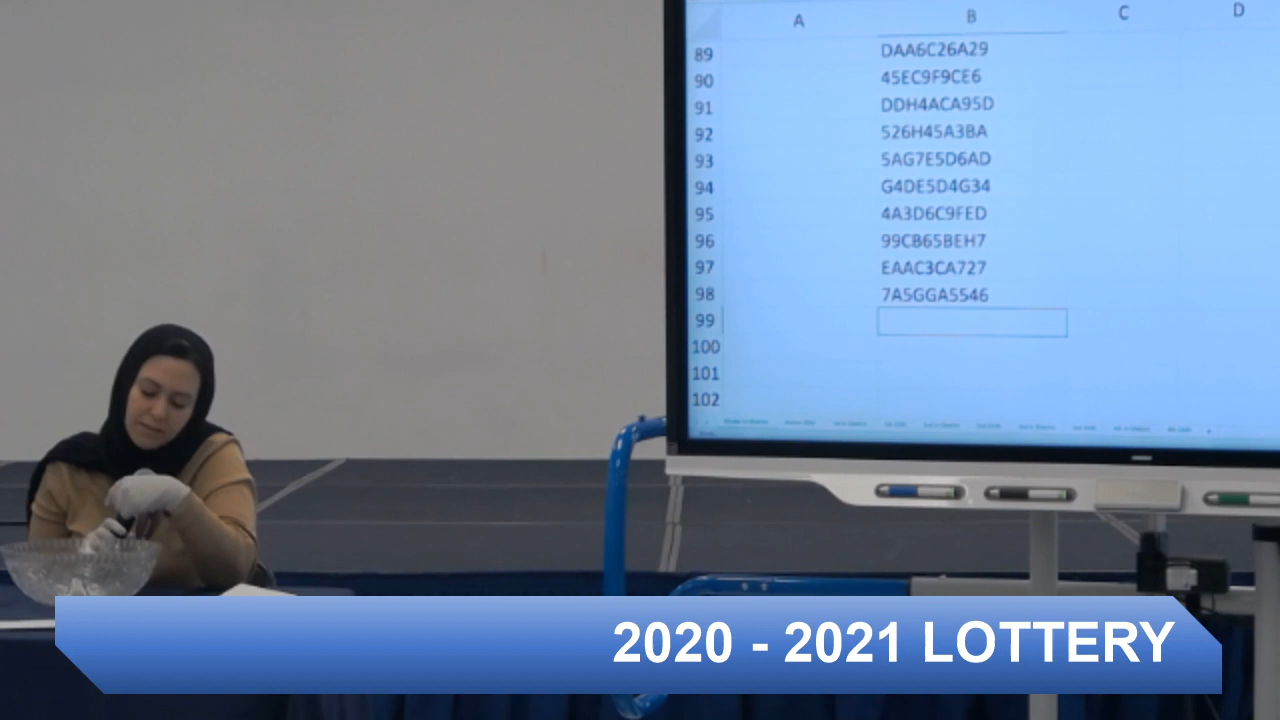 A B C D
89 DAA6C26A29
90 45EC9F9CE6
91 DDH4ACA95D
92 526H45A3BA
93 5AG7E5D6AD
94 G4DE5D4G34
95 4A3D6C9FED
96 99CB65BEH7
97 EAAC3CA727
98 7A5GGA5546
99
100
101
102
2020 - 2021 LOTTERY